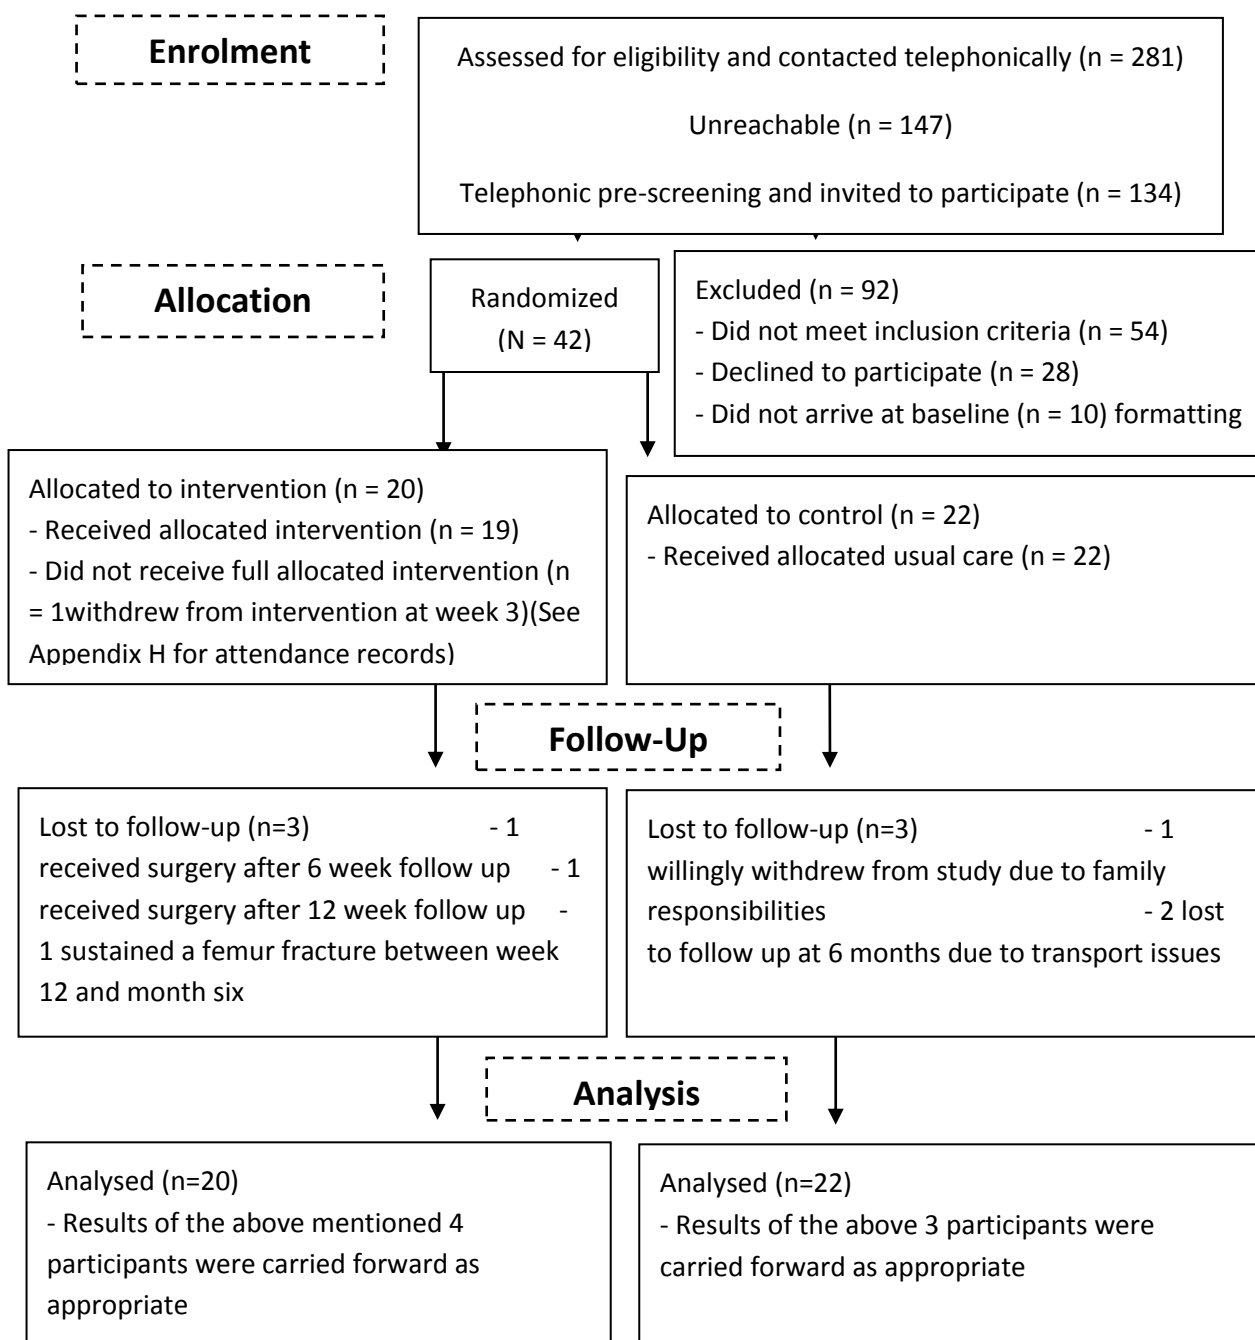 Enrolment
Assessed for eligibility and contacted telephonically (n = 281)
Unreachable (n = 147)
Telephonic pre-screening and invited to participate (n = 134)
Allocation
Randomized
(N = 42)
Excluded (n = 92)
- Did not meet inclusion criteria (n = 54)
- Declined to participate (n = 28)
- Did not arrive at baseline (n = 10) formatting
Allocated to intervention (n = 20)
- Received allocated intervention (n = 19)
- Did not receive full allocated intervention (n
= 1withdrew from intervention at week 3)(See
Appendix H for attendance records)
Allocated to control (n = 22)
- Received allocated usual care (n = 22)
Follow-Up
Lost to follow-up (n=3) - 1
received surgery after 6 week follow up - 1
received surgery after 12 week follow up -
1 sustained a femur fracture between week
12 and month six
Lost to follow-up (n=3) - 1
willingly withdrew from study due to family
responsibilities - 2 lost
to follow up at 6 months due to transport issues
Analysis
Analysed (n=20)
- Results of the above mentioned 4
participants were carried forward as
appropriate
Analysed (n=22)
- Results of the above 3 participants were
carried forward as appropriate